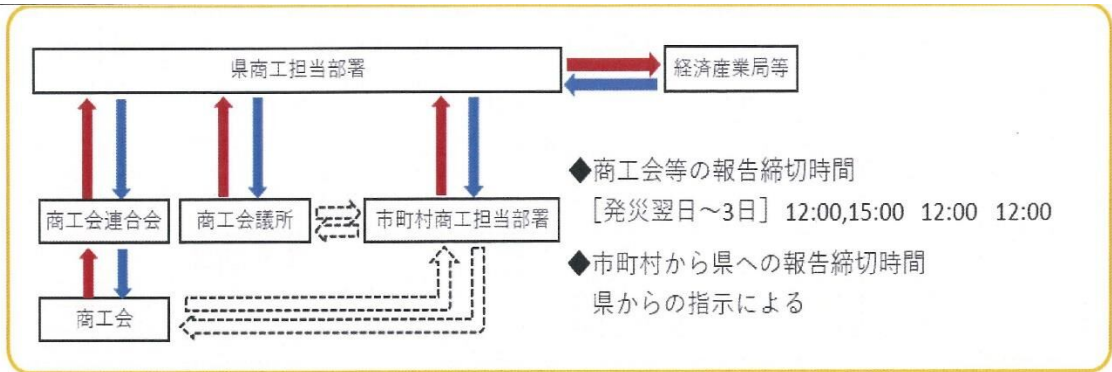 県商工担当部署
経済産業局等
商工会連合会
商工会議所
市町村商工担当部署
商工会
◆商工会等の報告締切時間
［発災翌日～3日］ 12:00,15:00 12:00 12:00
◆市町村から県への報告締切時間
県からの指示による